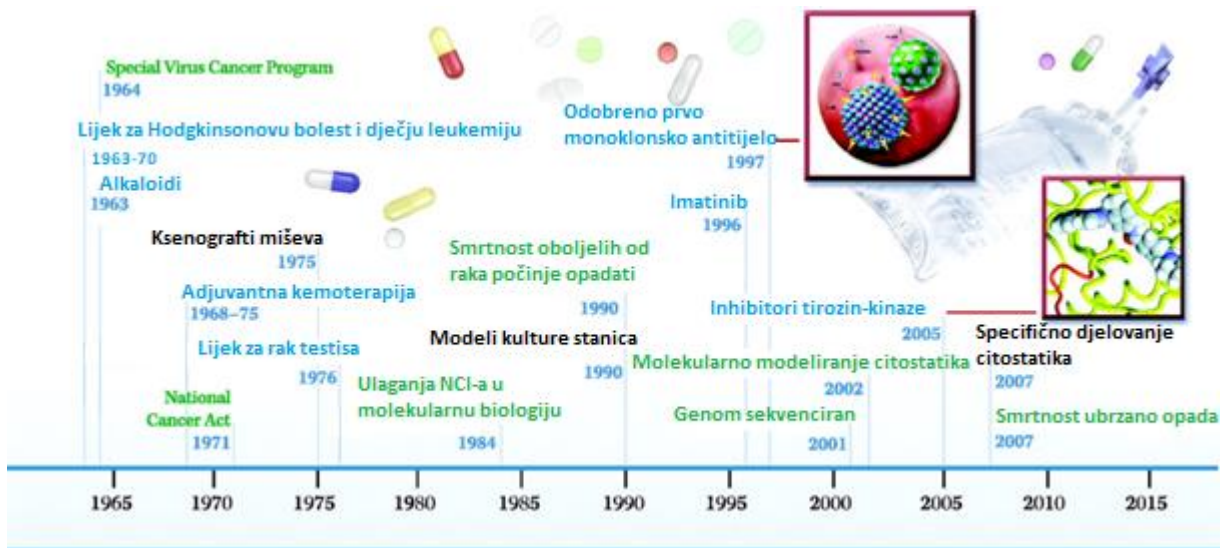 Special Virus Cancer Program
1964
Lijek za Hodgkinsonovu bolest i dječju leukemiju
1963-70
Alkaloidi
1963
Ksenografti miševa
1975
Adjuvantna kemoterapija
1968–75
Lijek za rak testisa
1976
National
Cancer Act
1971
Ulaganja NCI-a u
molekularnu biologiju
1984
Smrtnost oboljelih od
raka počinje opadati
1990
Modeli kulture stanica
1990
Odobreno prvo
monoklonsko antitijelo
1997
Imatinib
1996
Inhibitori tirozin-kinaze
2005
Molekularno modeliranje citostatika
2002
Genom sekvenciran
2001
Specifično djelovanje
citostatika
2007
Smrtnost ubrzano opada
2007
1965 1970 1975 1980 1985 1990 1995 2000 2005 2010 2015